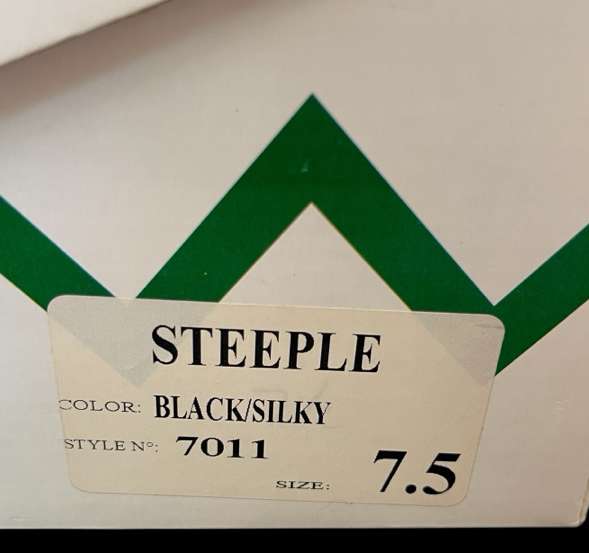 STEEPLE
COLOR: BLACK/SILKY
STYLE Nº: 7011
SIZE: 7.5